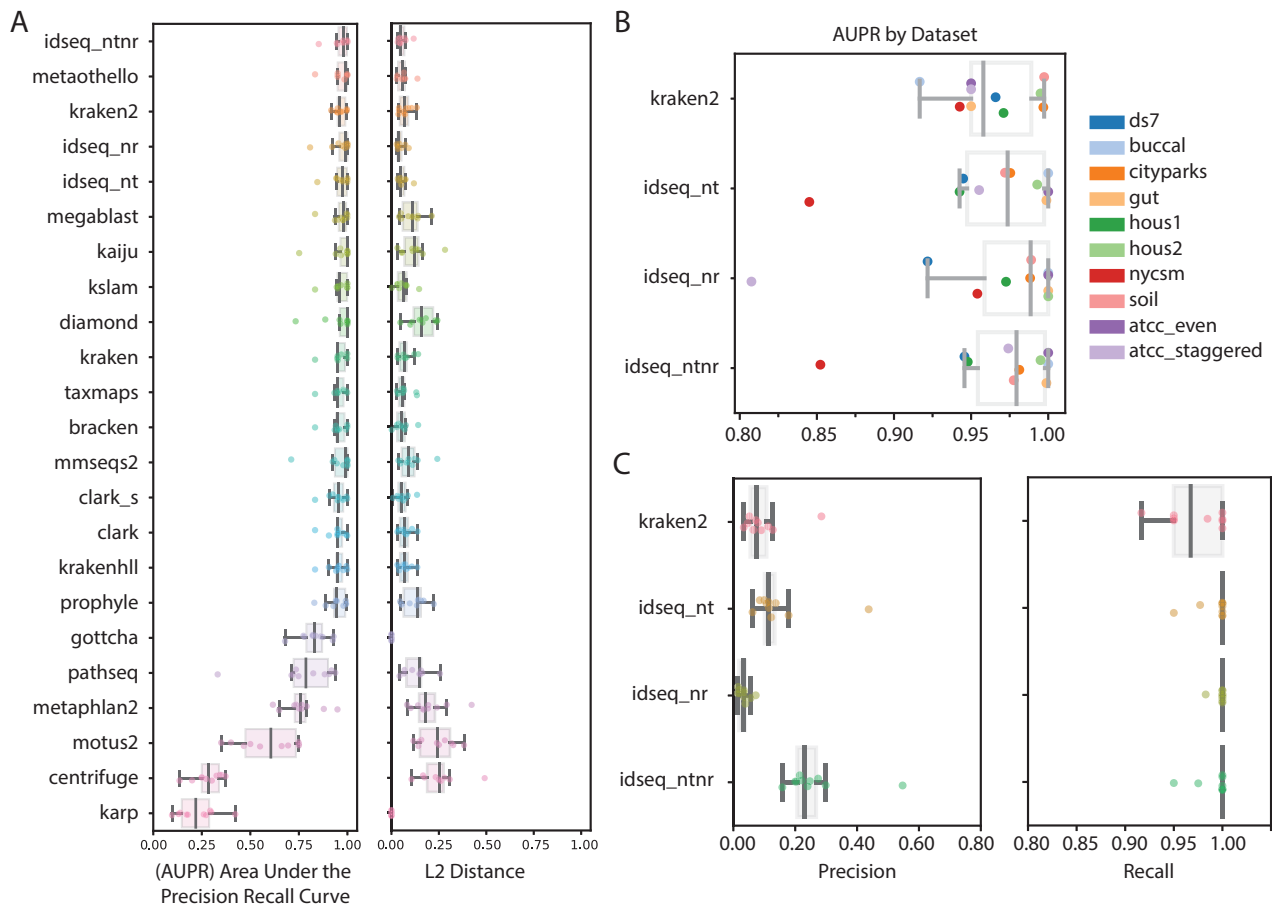 A
idseq_ntnr
metaothello
kraken2
idseq_nr
idseq_nt
megablast
kaiju
kslam
diamond
kraken
taxmaps
bracken
mmseqs2
clark_s
clark
krakenhll
prophyle
gottcha
pathseq
metaphlan2
motus2
centrifuge
karp
0.00 0.25 0.50 0.75 1.00
(AUPR) Area Under the
Precision Recall Curve
0.00 0.25 0.50 0.75 1.00
L2 Distance
B
AUPR by Dataset
kraken2
idseq_nt
idseq_nr
idseq_ntnr
0.80 0.85 0.90 0.95 1.00
ds7
buccal
cityparks
gut
hous1
hous2
nycsm
soil
atcc_even
atcc_staggered
C
kraken2
idseq_nt
idseq_nr
idseq_ntnr
0.00 0.20 0.40 0.60 0.80
Precision
0.80 0.85 0.90 0.95 1.00
Recall